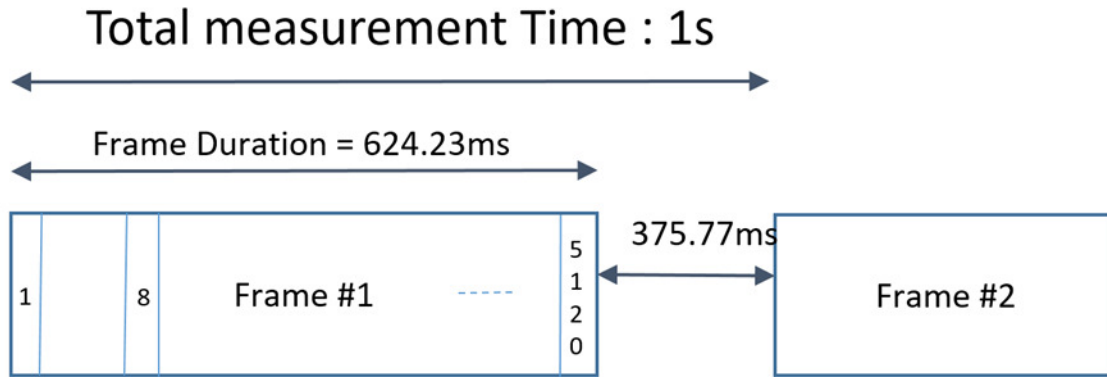 Total measurement Time : 1s
Frame Duration = 624.23ms
375.77ms
1
8
Frame #1
5
1
2
0
Frame #2